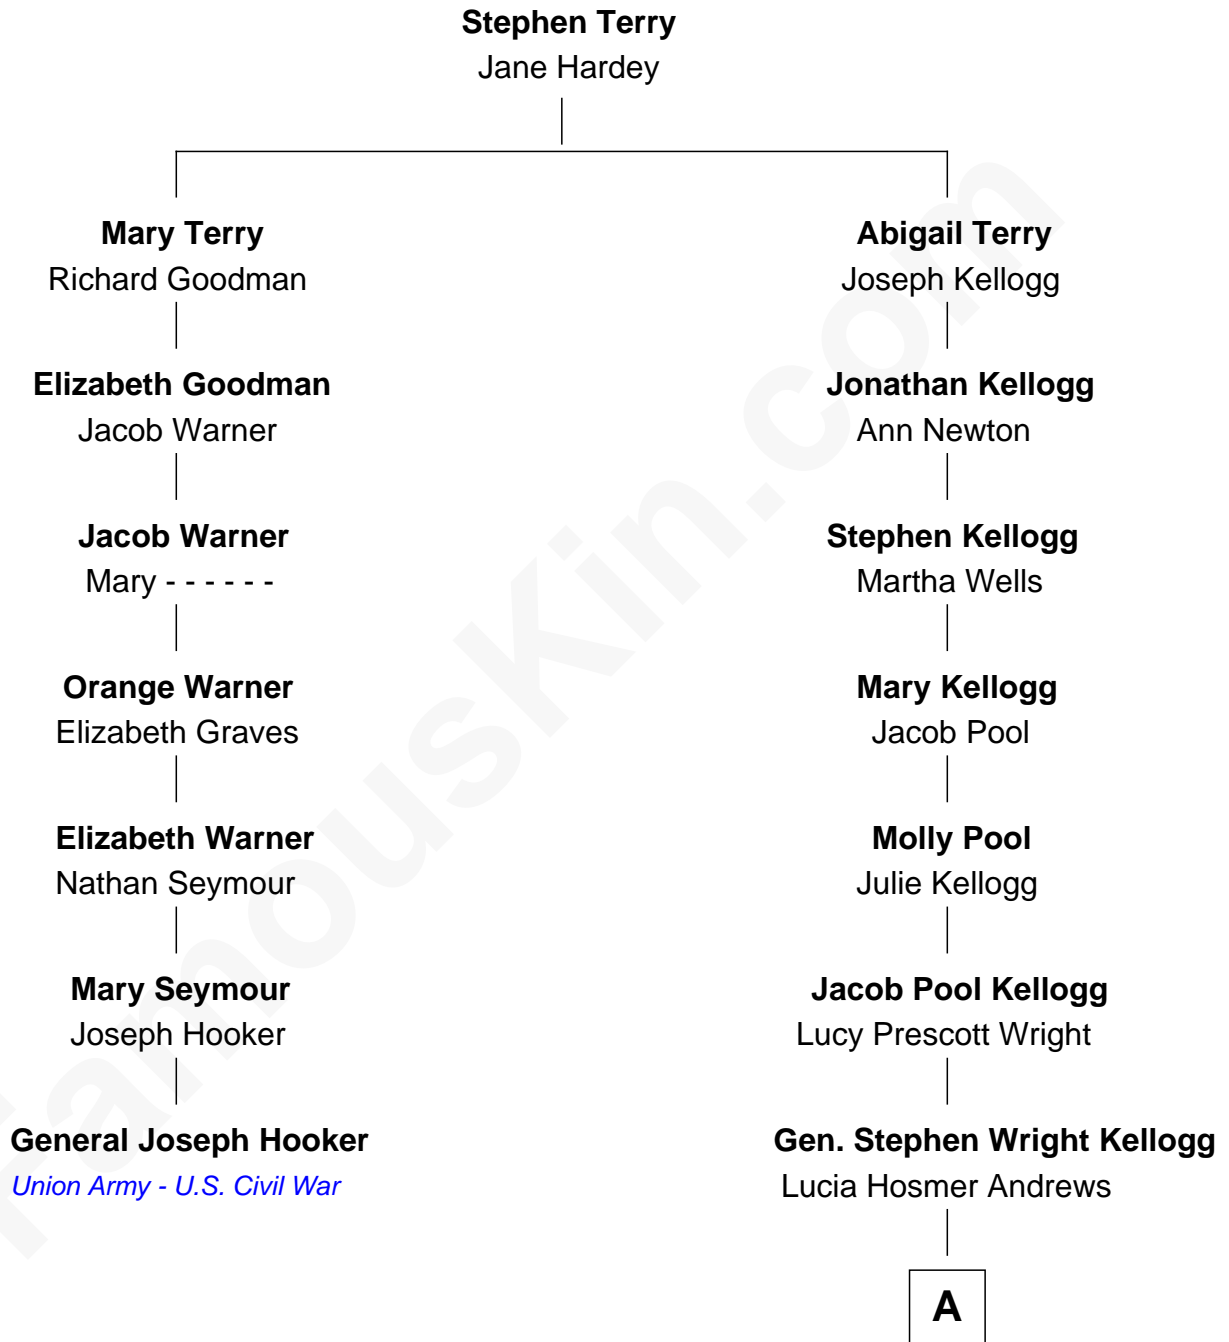 Stephen Terry
Jane Hardey
Mary Terry
Richard Goodman
Abigail Terry
Joseph Kellogg
Elizabeth Goodman
Jacob Warner
Jonathan Kellogg
Ann Newton
Jacob Warner
Mary - - - - - -
Stephen Kellogg
Martha Wells
Orange Warner
Elizabeth Graves
Mary Kellogg
Jacob Pool
Elizabeth Warner
Nathan Seymour
Molly Pool
Julie Kellogg
Mary Seymour
Joseph Hooker
Jacob Pool Kellogg
Lucy Prescott Wright
General Joseph Hooker
Union Army - U.S. Civil War
Gen. Stephen Wright Kellogg
Lucia Hosmer Andrews
A
FamousKin.com